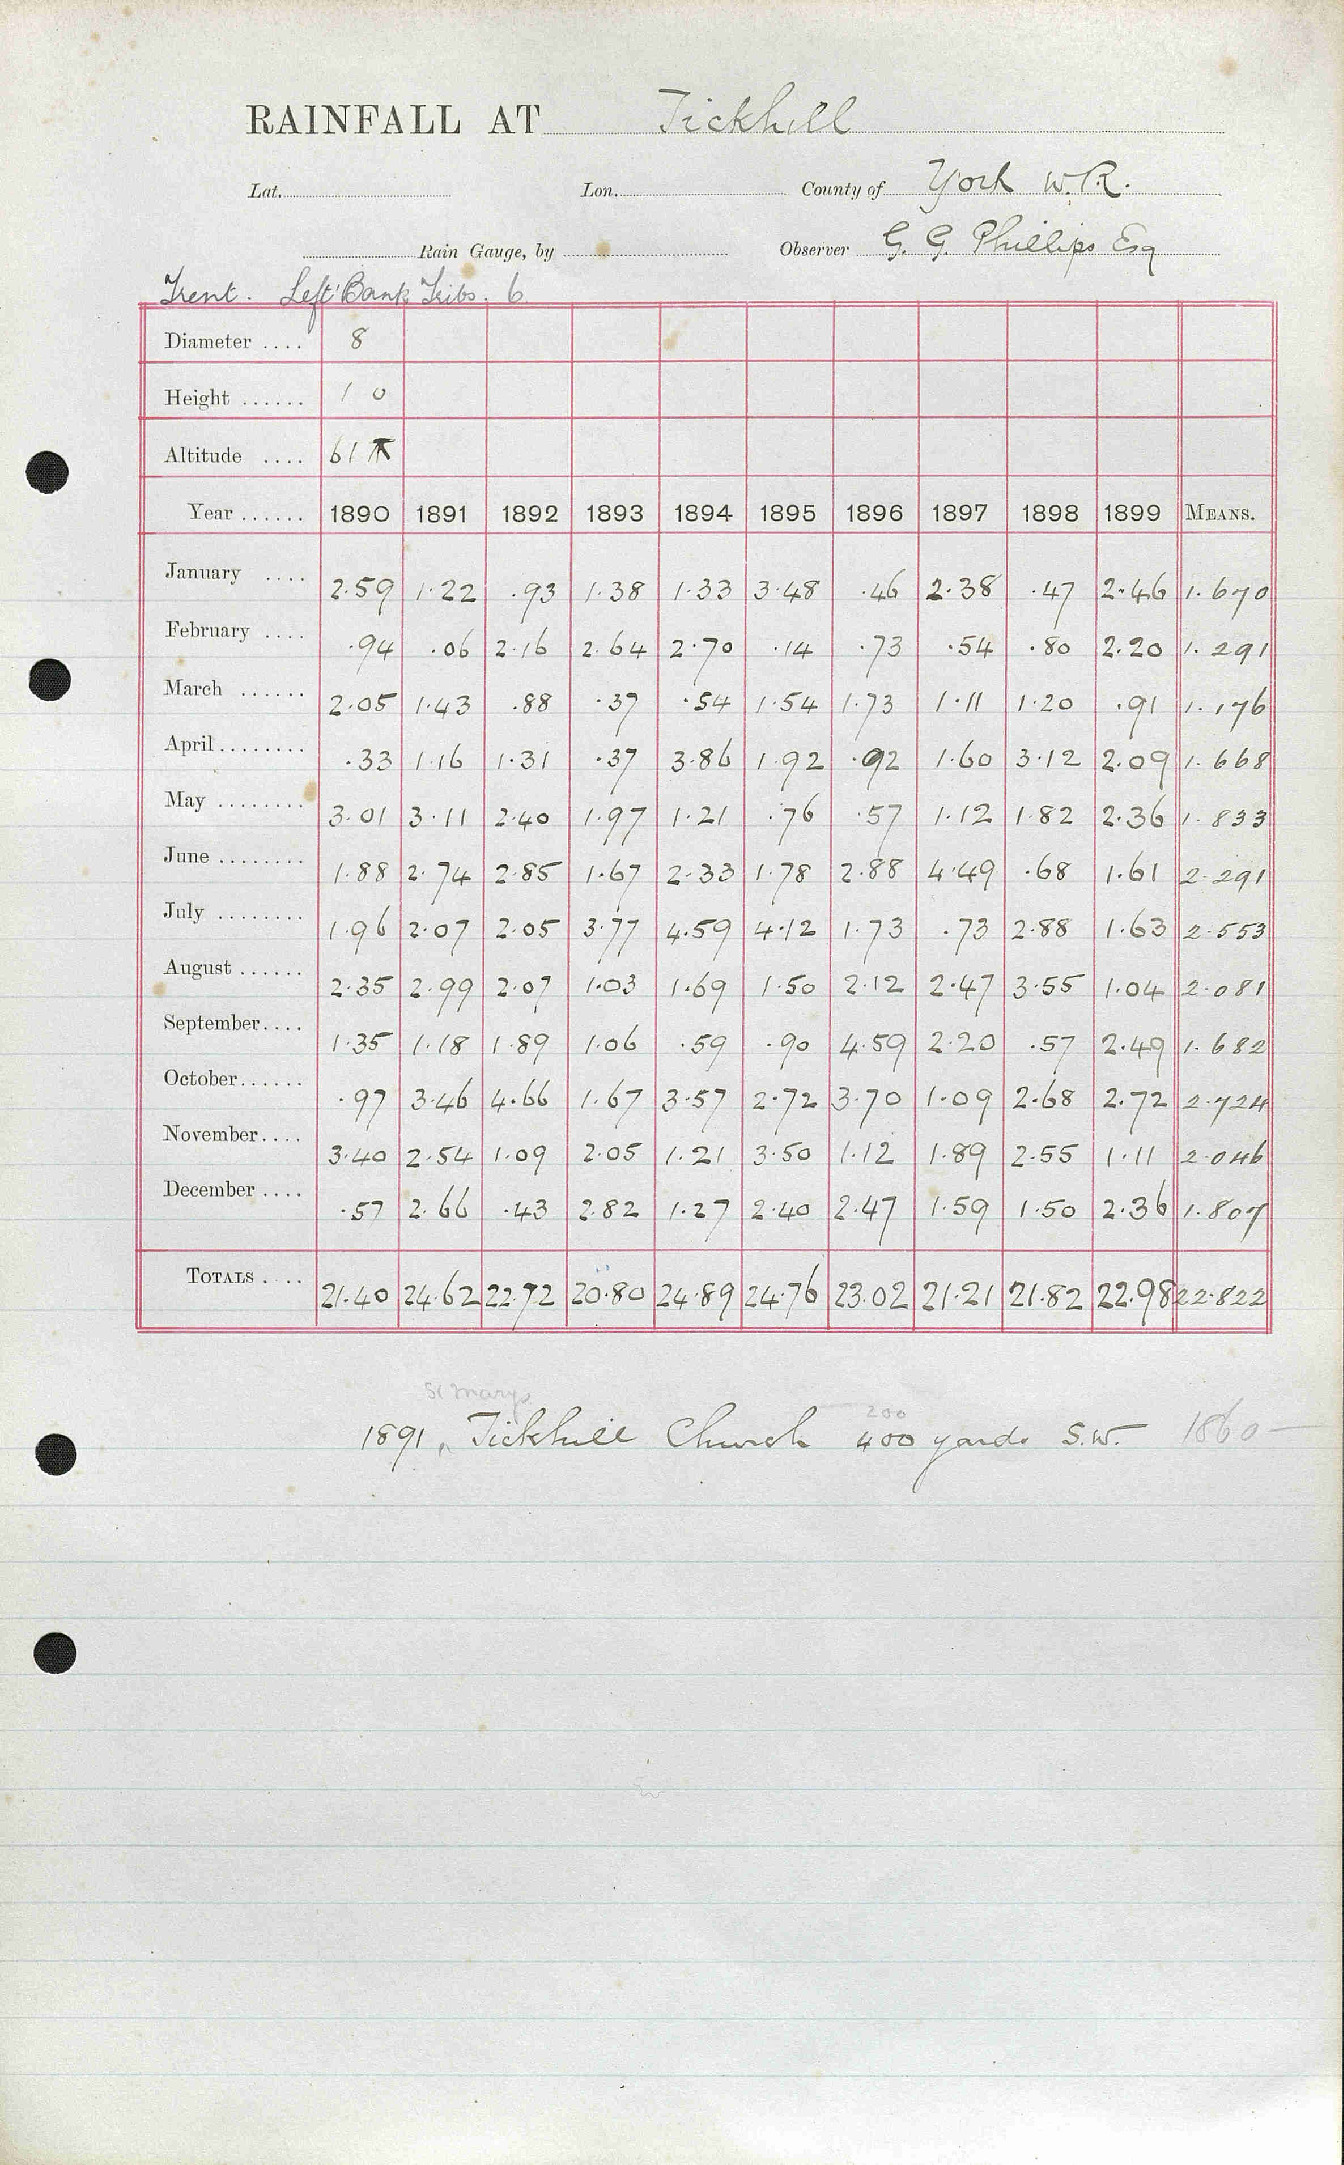 RAINFALL AT Tickhill
Lat. Lon. County of York W.R.
Rain Gauge, by Observer G. G. Phillips Esq
Trent. Left Bank Tribs. 6
Diameter .... 8
Height ...... 1 0
Altitude .... 61
Year ...... 1890 1891 1892 1893 1894 1895 1896 1897 1898 1899 MEANS.
January .... 2.59 1.22 .93 1.38 1.33 3.48 .46 2.38 .47 2.46 1.670
February .... .94 .06 2.16 2.64 2.70 .14 .73 .54 .80 2.20 1.291
March ...... 2.05 1.43 .88 .37 .54 1.54 1.73 1.11 1.20 .91 1.176
April ........ .33 1.16 1.31 .37 3.86 1.92 .92 1.60 3.12 2.09 1.668
May ........ 3.01 3.11 2.40 1.97 1.21 .76 .57 1.12 1.82 2.36 1.833
June ........ 1.88 2.74 2.85 1.67 2.33 1.78 2.88 4.49 .68 1.61 2.291
July ........ 1.96 2.07 2.05 3.77 4.59 4.12 1.73 .73 2.88 1.63 2.553
August ...... 2.35 2.99 2.07 1.03 1.69 1.50 2.12 2.47 3.55 1.04 2.081
September .... 1.35 1.18 1.89 1.06 .59 .90 4.59 2.20 .57 2.49 1.682
October ...... .97 3.46 4.66 1.67 3.57 2.72 3.70 1.09 2.68 2.72 2.724
November .... 3.40 2.54 1.09 2.05 1.21 3.50 1.12 1.89 2.55 1.11 2.046
December .... .57 2.66 .43 2.82 1.27 2.40 2.47 1.59 1.50 2.36 1.807
TOTALS .... 21.40 24.62 22.72 20.80 24.89 24.76 23.02 21.21 21.82 22.98 22.822
St Marys 200
1891, Tickhill Church 400 yards S.W. 1860-